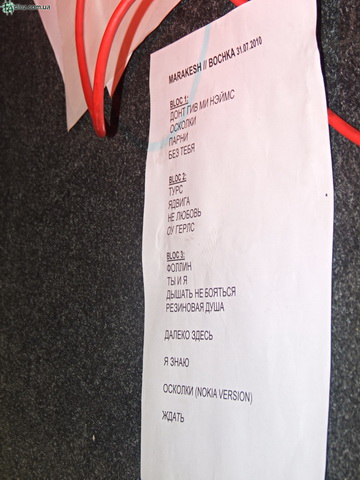 MARAKESH // BOCHKA 31.07.2010
BLOC 1:
ДОНТ ГИВ МИ НЭЙМС
ОСКОЛКИ
ПАРНИ
БЕЗ ТЕБЯ
BLOC 2:
ТУРС
ЯДВИГА
НЕ ЛЮБОВЬ
ОУ ГЕРЛС
BLOC 3:
ФОЛЛИН
ТЫ И Я
ДЫШАТЬ НЕ БОЯТЬСЯ
РЕЗИНОВАЯ ДУША
ДАЛЕКО ЗДЕСЬ
Я ЗНАЮ
ОСКОЛКИ (NOKIA VERSION)
ЖДАТЬ